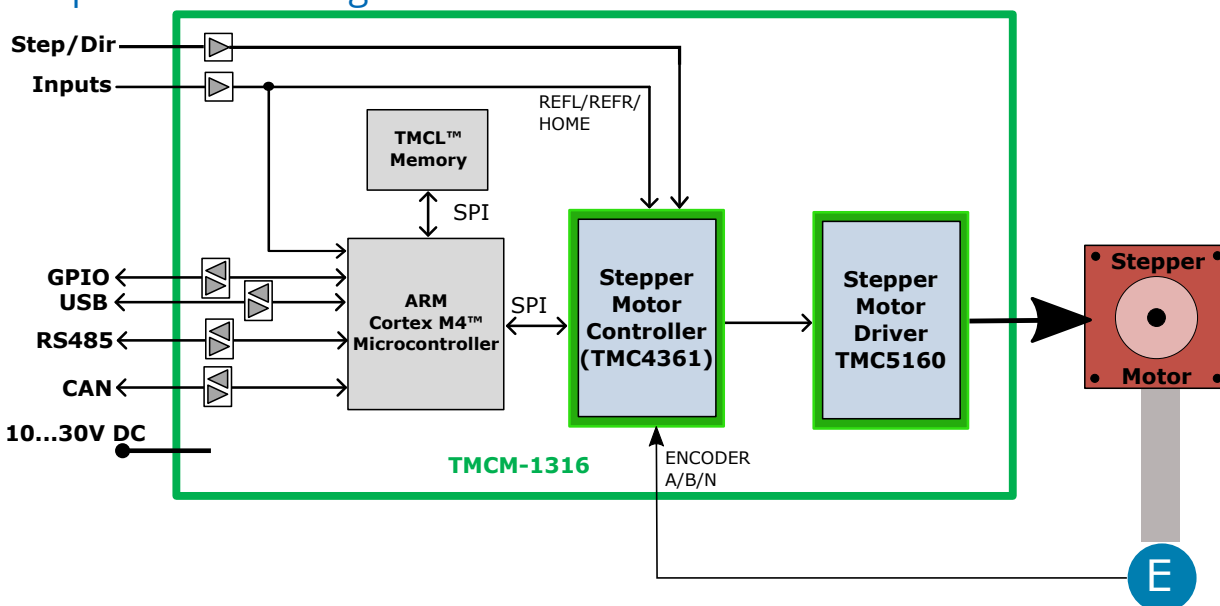 Step/Dir
Inputs
REFL/REFR/
HOME
TMCL™
Memory
SPI
GPIO
USB
RS485
CAN
10...30V DC
ARM
Cortex M4™
Microcontroller
SPI
Stepper
Motor
Controller
(TMC4361)
Stepper
Motor
Driver
TMC5160
Stepper
Motor
TMCM-1316
ENCODER
A/B/N
E